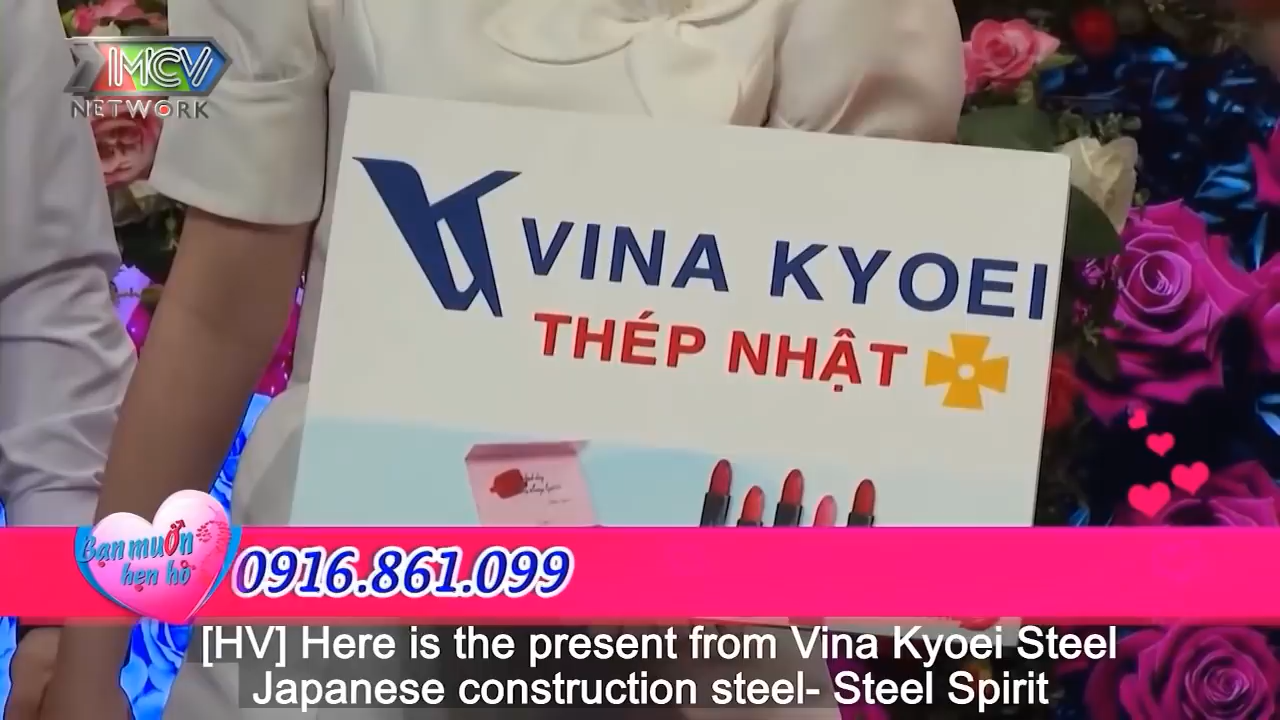 MCV
NETWORK
VINA KYOEI
THÉP NHẬT
Bạn muốn
hẹn hò
0916.861.099
[HV] Here is the present from Vina Kyoei Steel
Japanese construction steel- Steel Spirit